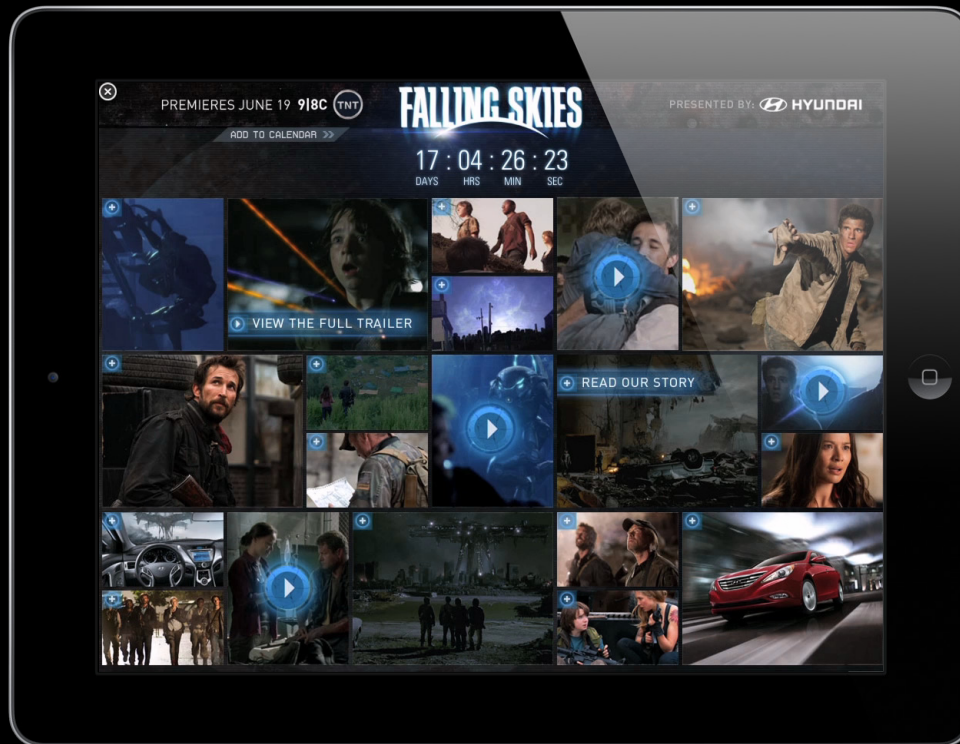 PREMIERES JUNE 19 9|8C TNT
FALLING SKIES
PRESENTED BY: HYUNDAI
ADD TO CALENDAR >>
17 : 04 : 26 : 23
DAYS HRS MIN SEC
VIEW THE FULL TRAILER
READ OUR STORY